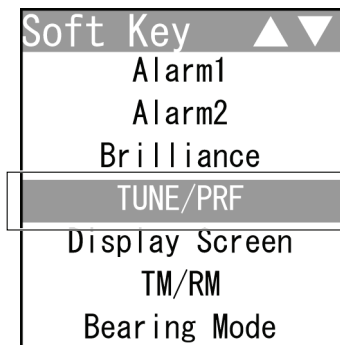 Soft Key ▲▼
Alarm1
Alarm2
Brilliance
TUNE/PRF
Display Screen
TM/RM
Bearing Mode